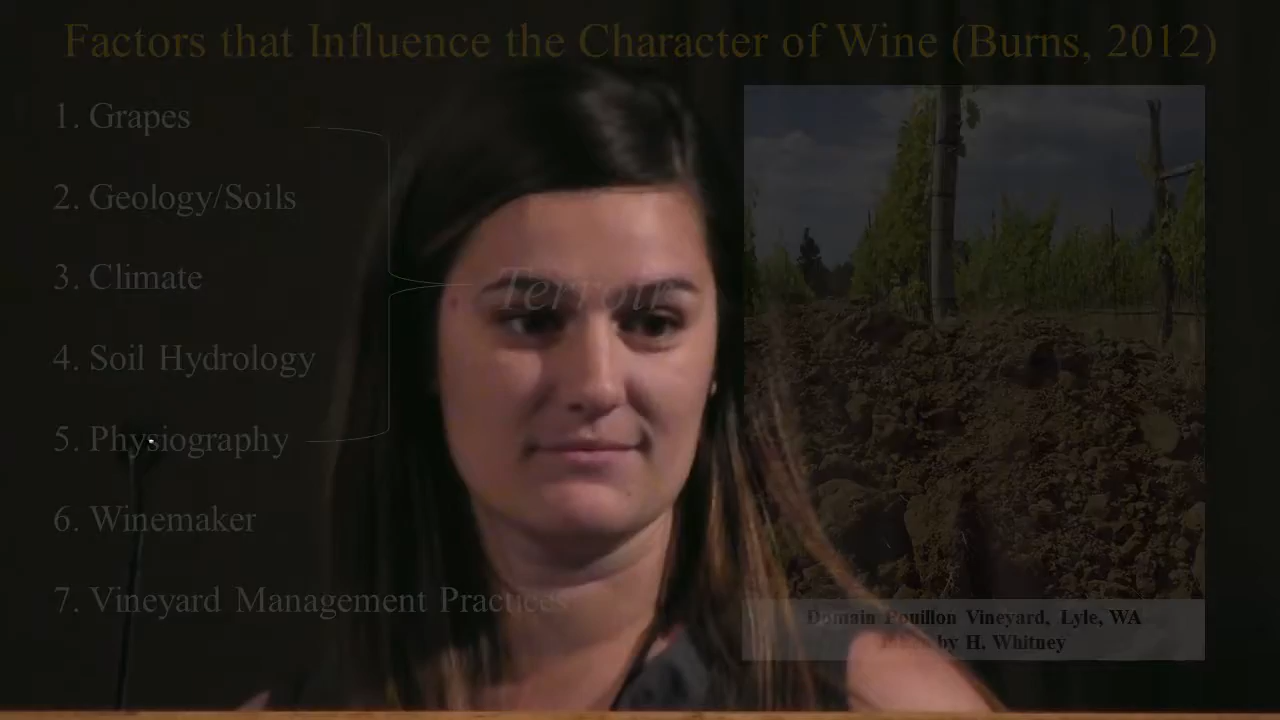 Factors that Influence the Character of Wine (Burns, 2012)
1. Grapes
2. Geology/Soils
3. Climate
Terroir
4. Soil Hydrology
5. Physiography
6. Winemaker
7. Vineyard Management Practices
Domain Pouillon Vineyard, Lyle, WA
by H. Whitney